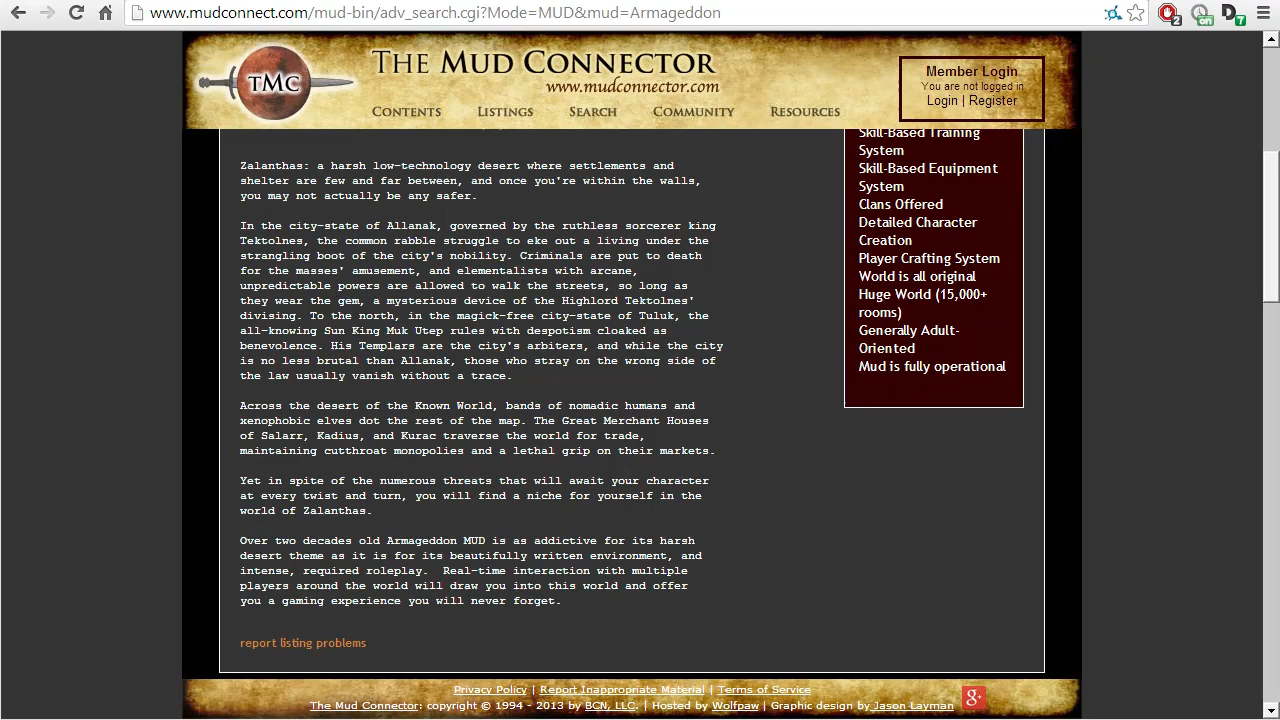 www.mudconnect.com/mud-bin/adv_search.cgi?Mode=MUD&mud=Armageddon
2
on
D
7
TMC
THE MUD CONNECTOR
www.mudconnector.com
CONTENTS LISTINGS SEARCH COMMUNITY RESOURCES
Member Login
You are not logged in
Login | Register
Zalanthas: a harsh low-technology desert where settlements and
shelter are few and far between, and once you're within the walls,
you may not actually be any safer.
In the city-state of Allanak, governed by the ruthless sorcerer king
Tektolnes, the common rabble struggle to eke out a living under the
strangling boot of the city's nobility. Criminals are put to death
for the masses' amusement, and elementalists with arcane,
unpredictable powers are allowed to walk the streets, so long as
they wear the gem, a mysterious device of the Highlord Tektolnes'
divising. To the north, in the magick-free city-state of Tuluk, the
all-knowing Sun King Muk Utep rules with despotism cloaked as
benevolence. His Templars are the city's arbiters, and while the city
is no less brutal than Allanak, those who stray on the wrong side of
the law usually vanish without a trace.
Across the desert of the Known World, bands of nomadic humans and
xenophobic elves dot the rest of the map. The Great Merchant Houses
of Salarr, Kadius, and Kurac traverse the world for trade,
maintaining cutthroat monopolies and a lethal grip on their markets.
Yet in spite of the numerous threats that will await your character
at every twist and turn, you will find a niche for yourself in the
world of Zalanthas.
Over two decades old Armageddon MUD is as addictive for its harsh
desert theme as it is for its beautifully written environment, and
intense, required roleplay.  Real-time interaction with multiple
players around the world will draw you into this world and offer
you a gaming experience you will never forget.
report listing problems
Skill-Based Training
System
Skill-Based Equipment
System
Clans Offered
Detailed Character
Creation
Player Crafting System
World is all original
Huge World (15,000+
rooms)
Generally Adult-
Oriented
Mud is fully operational
Privacy Policy | Report Inappropriate Material | Terms of Service
The Mud Connector: copyright © 1994 - 2013 by BCN, LLC. | Hosted by Wolfpaw | Graphic design by Jason Layman
g+